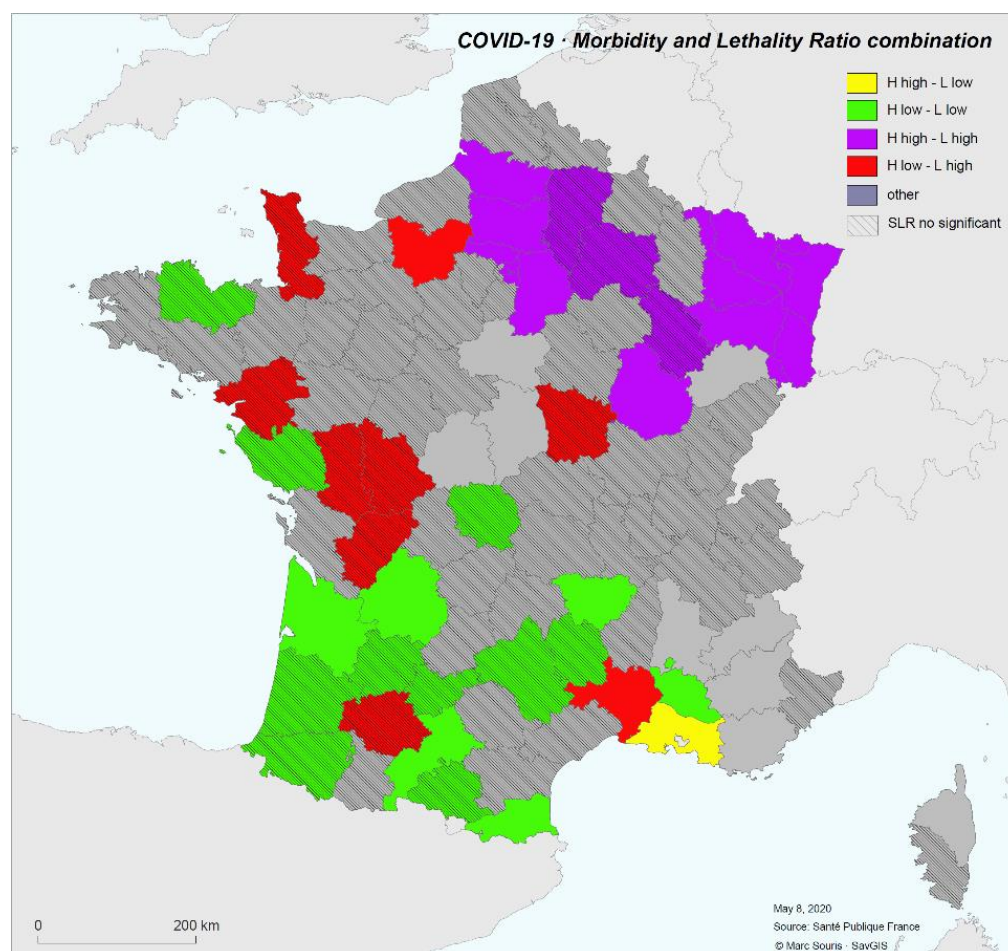 COVID-19 · Morbidity and Lethality Ratio combination
H high - L low
H low - L low
H high - L high
H low - L high
other
SLR no significant
0 200 km
May 8, 2020
Source: Santé Publique France
© Marc Souris - SavGIS